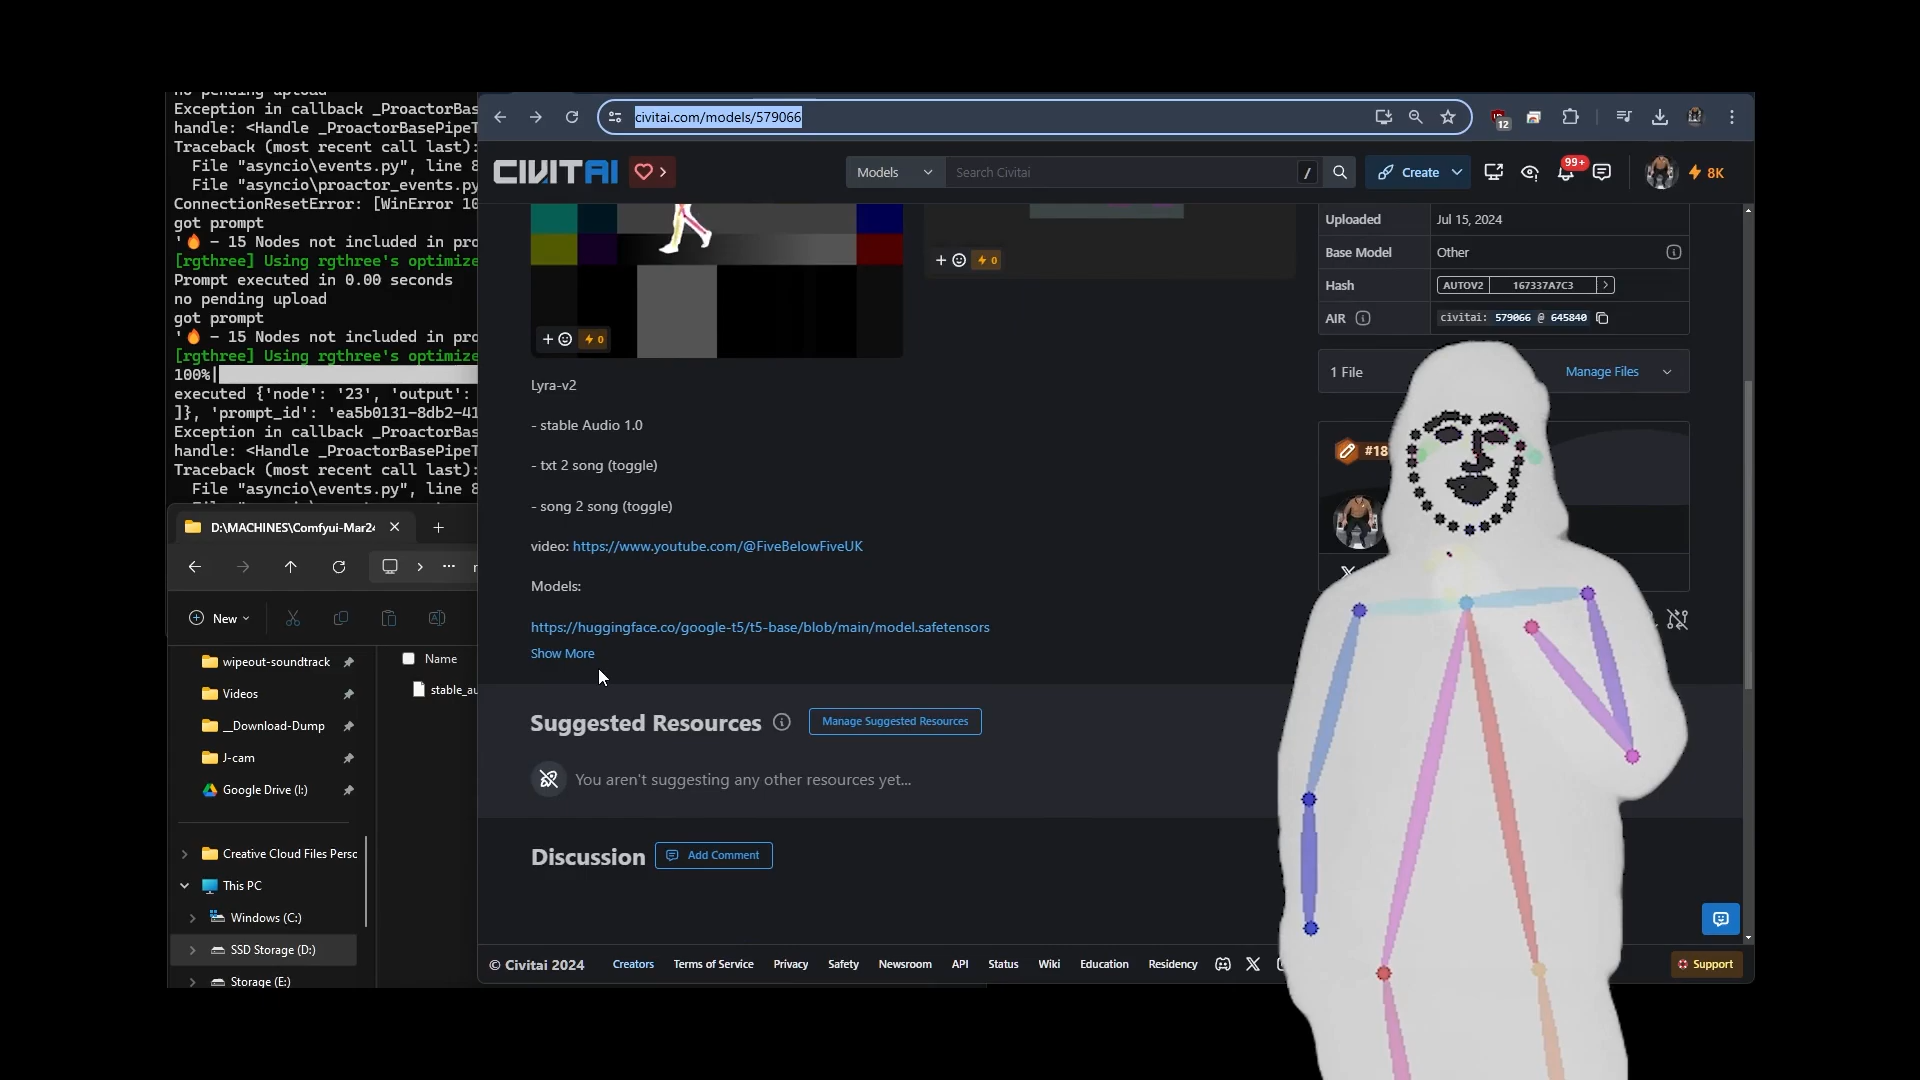 no pending upload
Exception in callback _ProactorBas
handle: <Handle _ProactorBasePipeT
Traceback (most recent call last):
File "asyncio\events.py", line 8
File "asyncio\proactor_events.py
ConnectionResetError: [WinError 10
got prompt
'🔥 - 15 Nodes not included in pro
[rgthree] Using rgthree's optimize
Prompt executed in 0.00 seconds
no pending upload
got prompt
'🔥 - 15 Nodes not included in pro
[rgthree] Using rgthree's optimize
100%|
executed {'node': '23', 'output':
]}, 'prompt_id': 'ea5b0131-8db2-41
Exception in callback _ProactorBas
handle: <Handle _ProactorBasePipeT
Traceback (most recent call last):
File "asyncio\events.py", line 8
D:\MACHINES\Comfyui-Mar24
New
wipeout-soundtrack
Videos
__Download-Dump
J-cam
Google Drive (I:)
Creative Cloud Files Perso
This PC
Windows (C:)
SSD Storage (D:)
Storage (E:)
Name
stable_au
civitai.com/models/579066
12
CIVITAI
Models
Search Civitai
/
Create
99+
8K
0
0
Lyra-v2
- stable Audio 1.0
- txt 2 song (toggle)
- song 2 song (toggle)
video: https://www.youtube.com/@FiveBelowFiveUK
Models:
https://huggingface.co/google-t5/t5-base/blob/main/model.safetensors
Show More
Uploaded Jul 15, 2024
Base Model Other
Hash AUTOV2 167337A7C3
AIR civitai: 579066 @ 645840
1 File Manage Files
#18
Suggested Resources Manage Suggested Resources
You aren't suggesting any other resources yet...
Discussion Add Comment
© Civitai 2024 Creators Terms of Service Privacy Safety Newsroom API Status Wiki Education Residency
Support